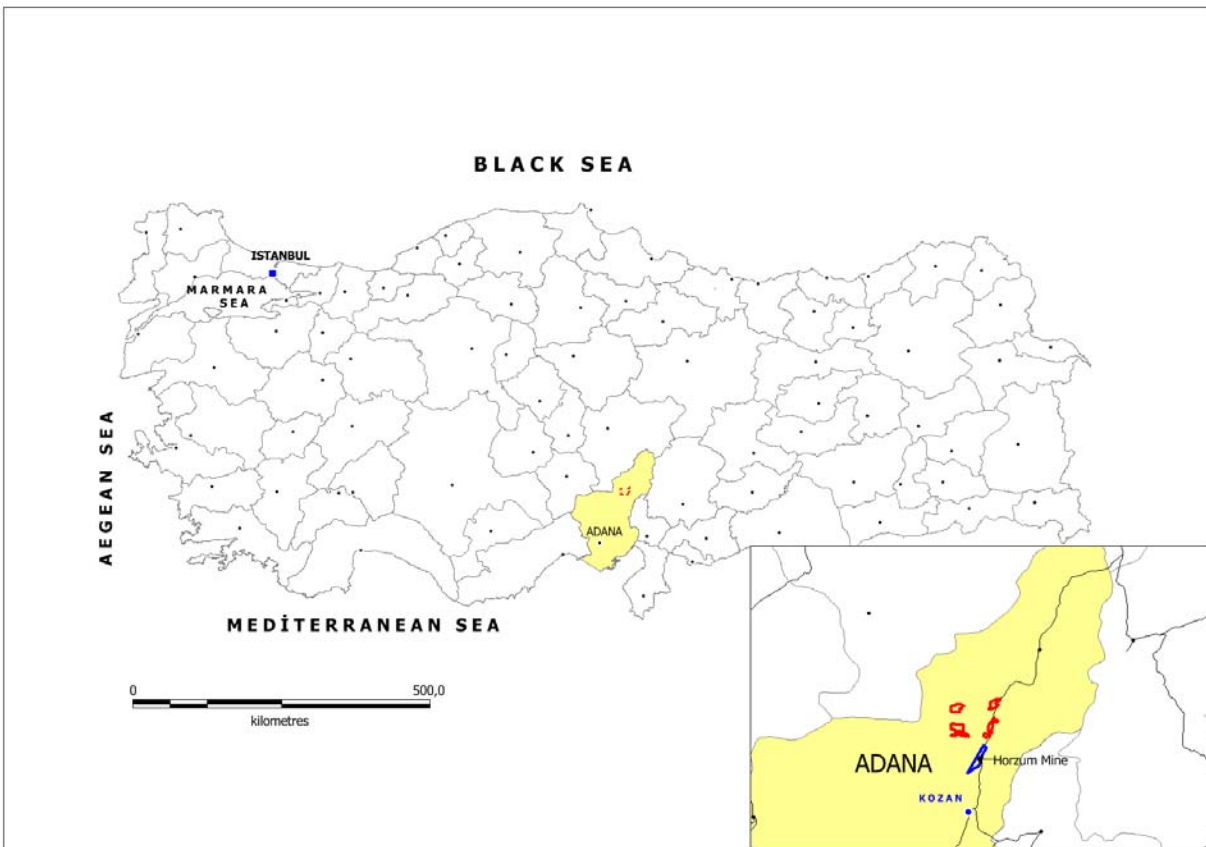 BLACK SEA
ISTANBUL
MARMARA
SEA
AEGEAN SEA
ADANA
MEDİTERRANEAN SEA
0 500,0
kilometres
ADANA
Horzum Mine
KOZAN